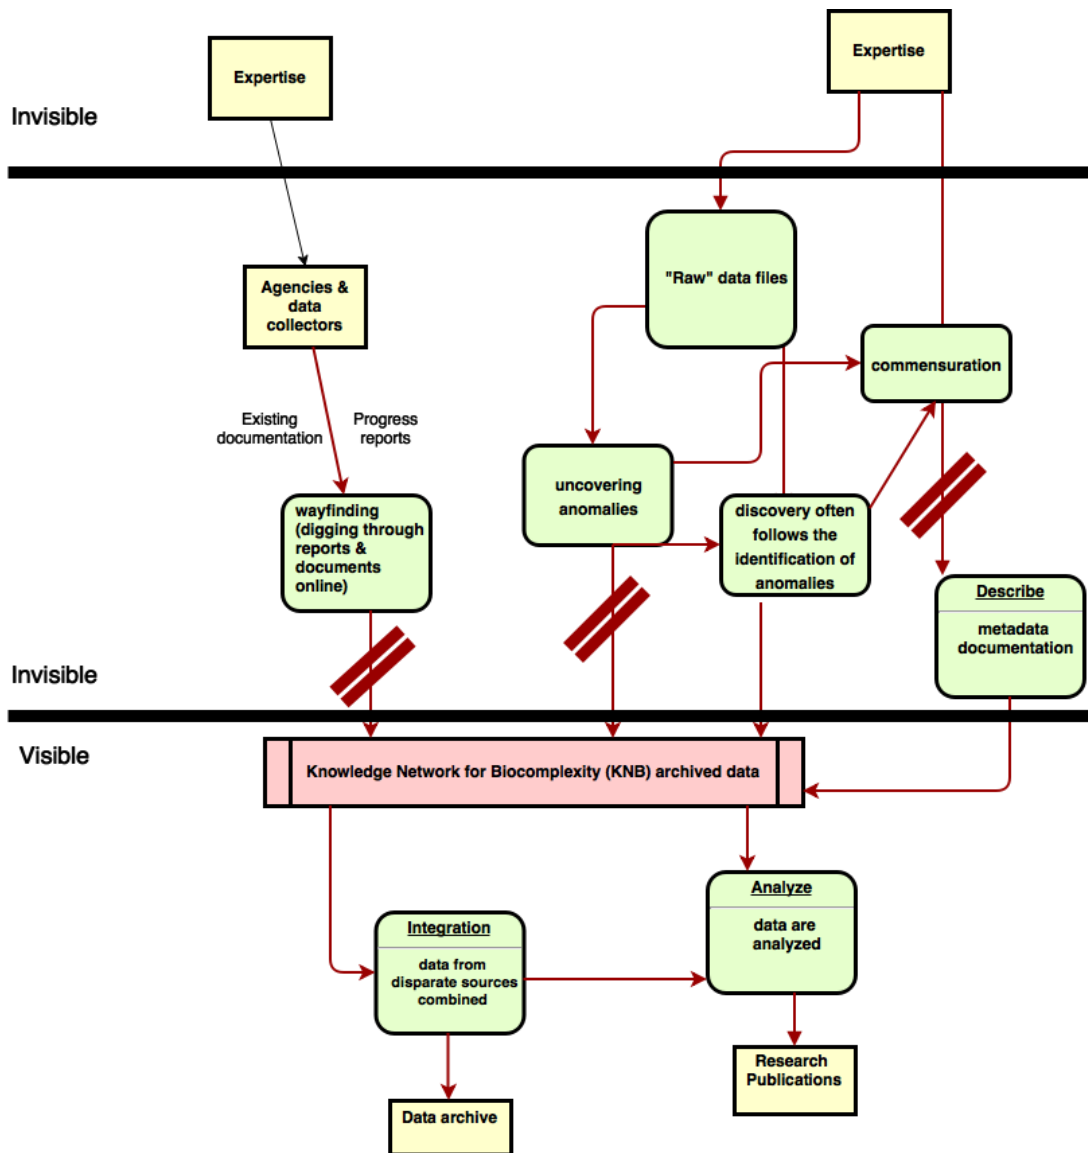 Expertise
Expertise
Invisible
"Raw" data files
Agencies &
data
collectors
commensuration
Existing
documentation
Progress
reports
uncovering
anomalies
wayfinding
(digging through
reports &
documents
online)
discovery often
follows the
identification of
anomalies
Describe
metadata
documentation
Invisible
Visible
Knowledge Network for Biocomplexity (KNB) archived data
Analyze
data are
analyzed
Integration
data from
disparate sources
combined
Research
Publications
Data archive